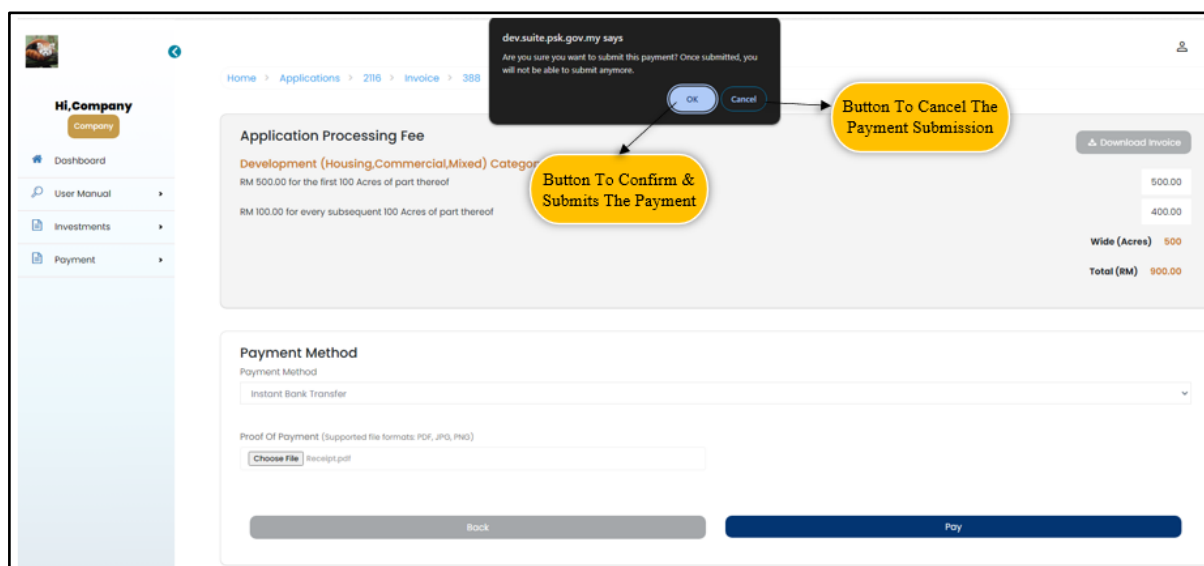 dev.suite.psk.gov.my says
Are you sure you want to submit this payment? Once submitted, you
will not be able to submit anymore.
OK
Cancel
Button To Cancel The
Payment Submission
Button To Confirm &
Submits The Payment
Home > Applications > 2116 > Invoice > 388
Hi,Company
Company
Dashboard
User Manual
Investments
Payment
Application Processing Fee
Download Invoice
Development (Housing,Commercial,Mixed) Categor
RM 500.00 for the first 100 Acres of part thereof
500.00
RM 100.00 for every subsequent 100 Acres of part thereof
400.00
Wide (Acres) 500
Total (RM) 900.00
Payment Method
Payment Method
Instant Bank Transfer
Proof Of Payment (Supported file formats: PDF, JPG, PNG)
Choose File Receipt.pdf
Back
Pay